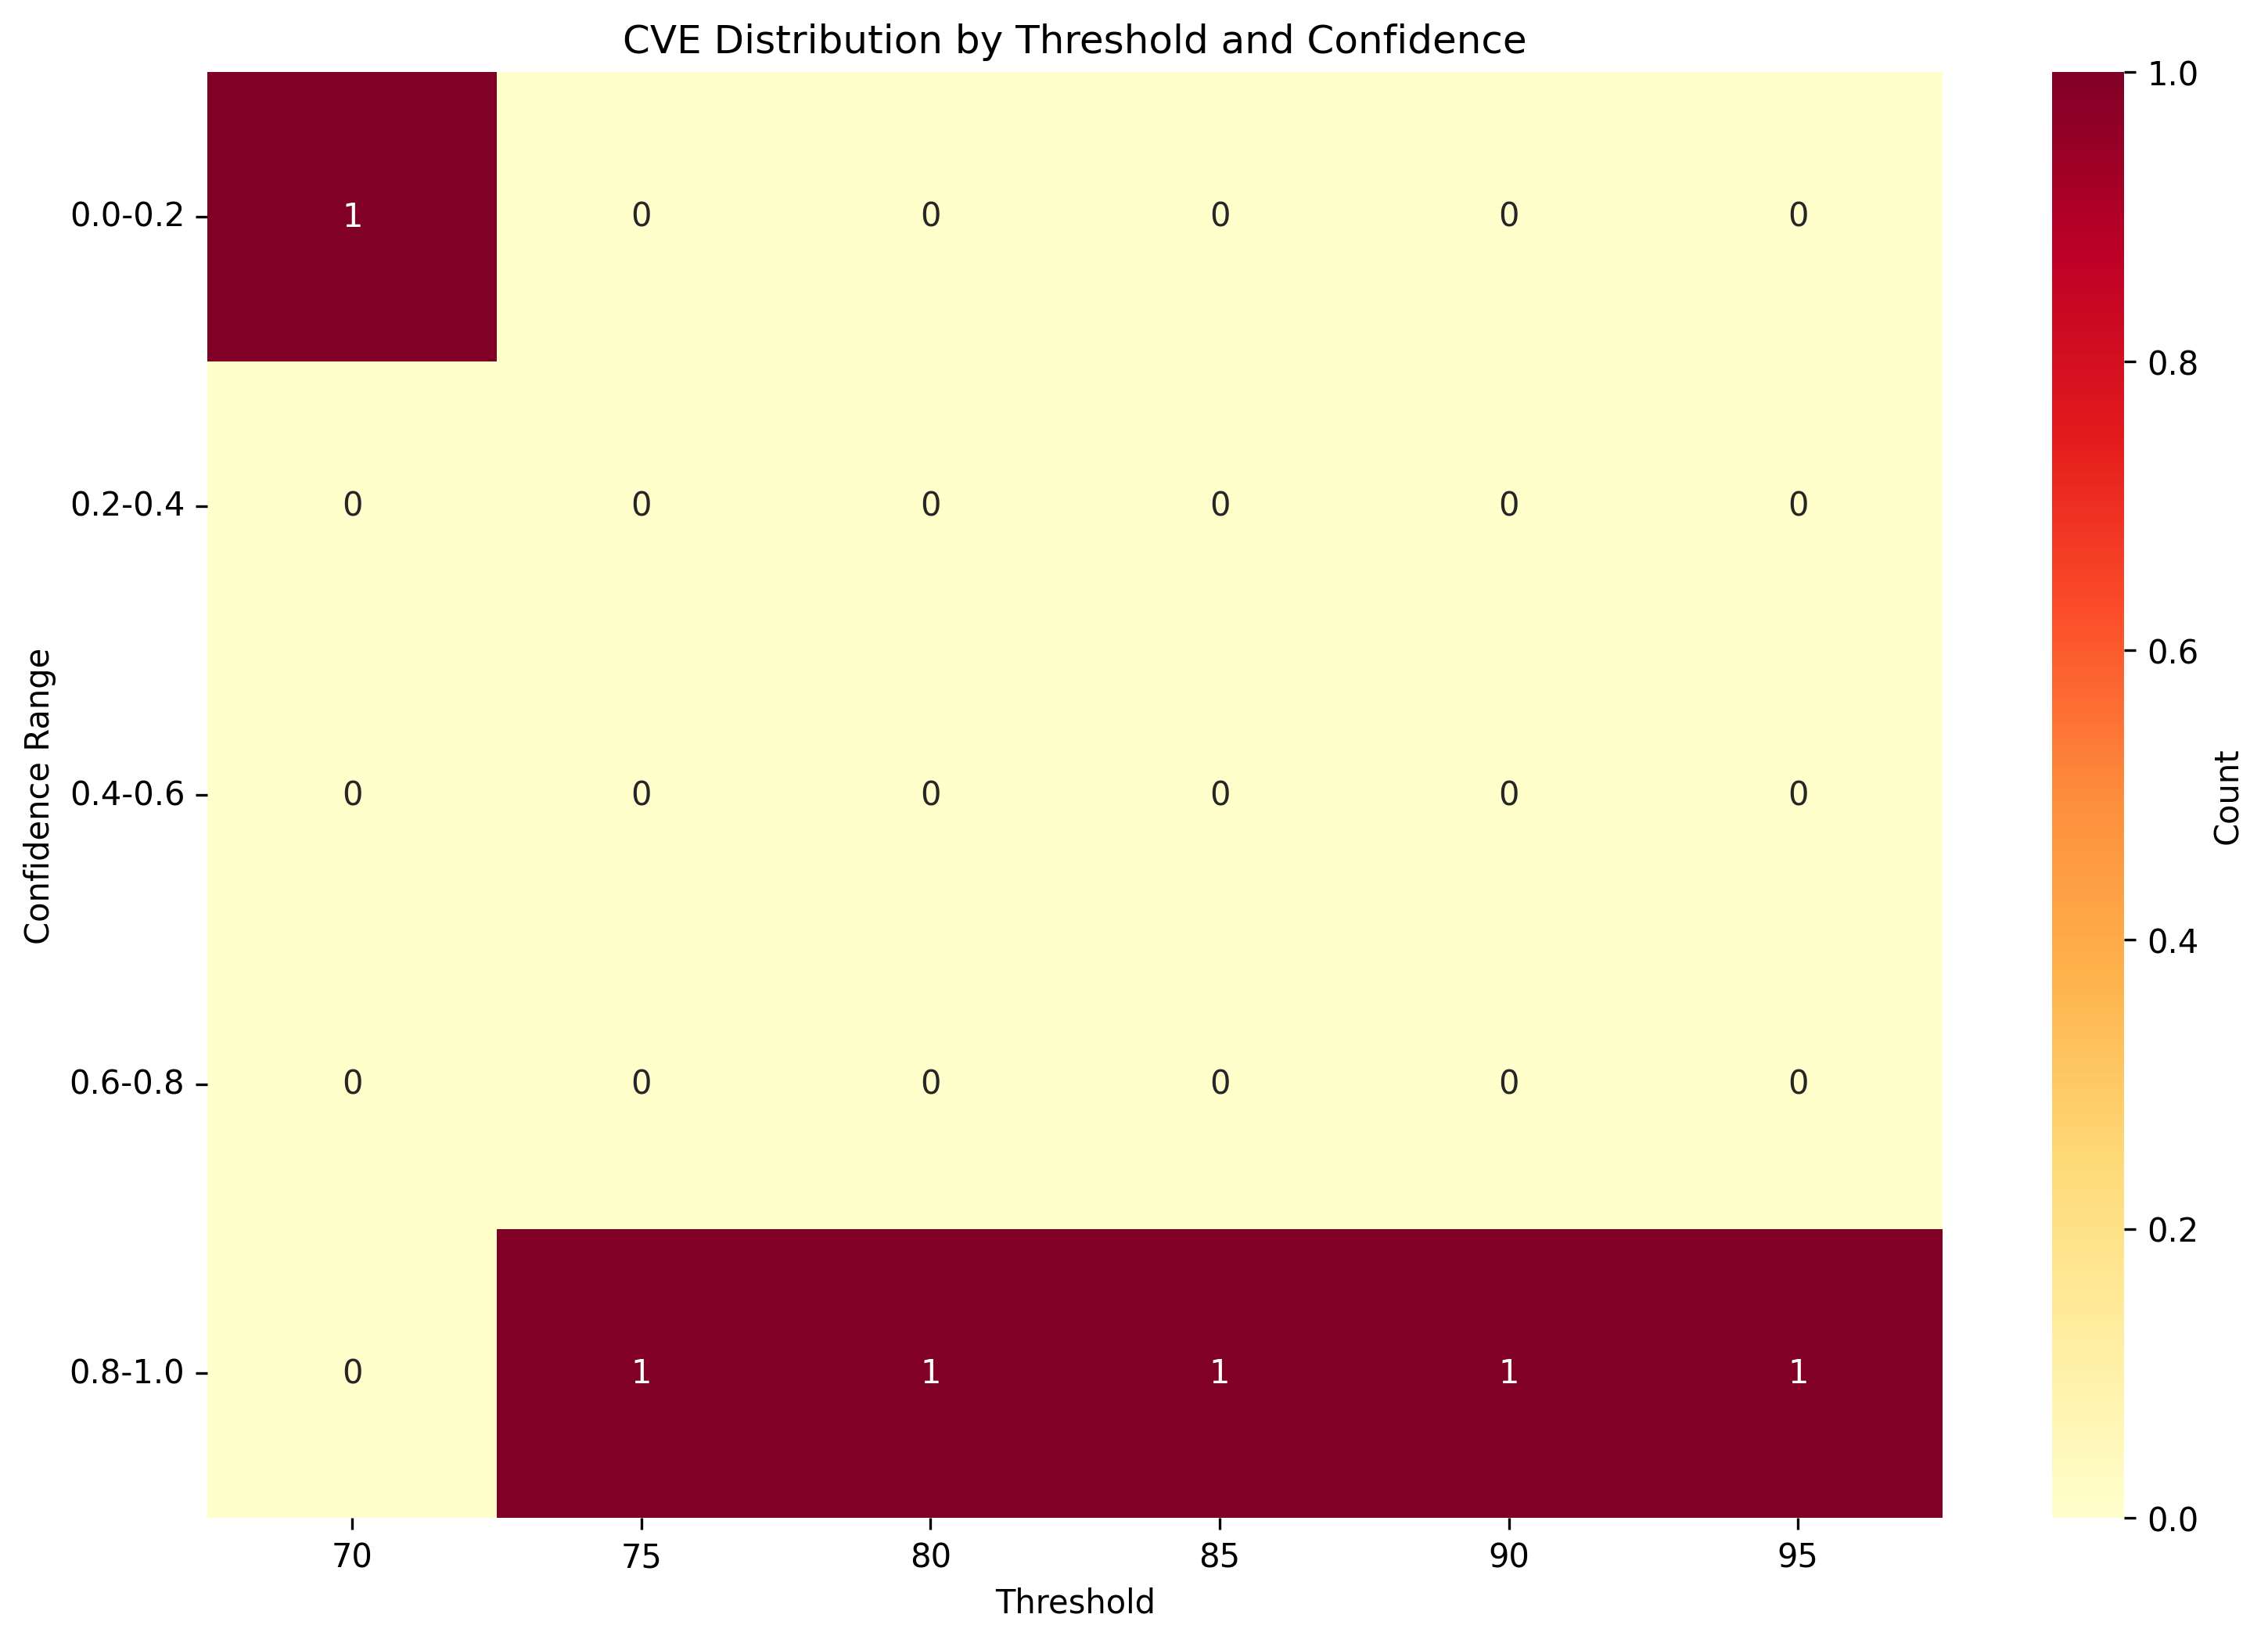 CVE Distribution by Threshold and Confidence
0.0-0.2 1 0 0 0 0 0
0.2-0.4 0 0 0 0 0 0
0.4-0.6 0 0 0 0 0 0
0.6-0.8 0 0 0 0 0 0
0.8-1.0 0 1 1 1 1 1
70 75 80 85 90 95
Threshold
Confidence Range
1.0
0.8
0.6
0.4
0.2
0.0
Count